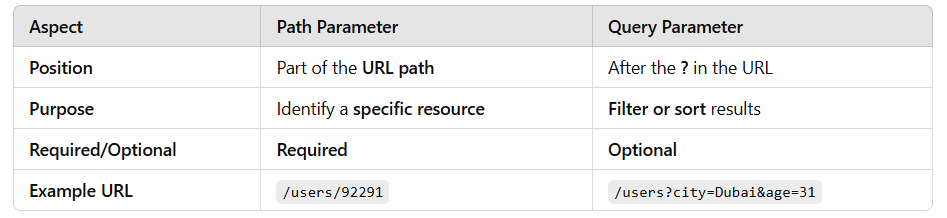 Aspect Path Parameter Query Parameter
Position Part of the URL path After the ? in the URL
Purpose Identify a specific resource Filter or sort results
Required/Optional Required Optional
Example URL /users/92291 /users?city=Dubai&age=31